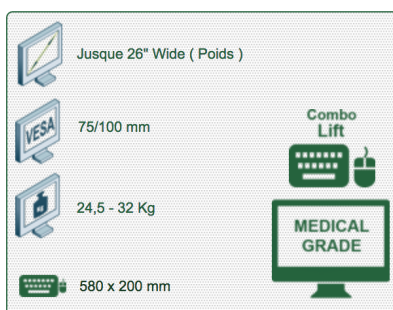 Jusque 26" Wide ( Poids )
VESA
75/100 mm
Combo
Lift
KG
24,5 - 32 Kg
MEDICAL
GRADE
580 x 200 mm